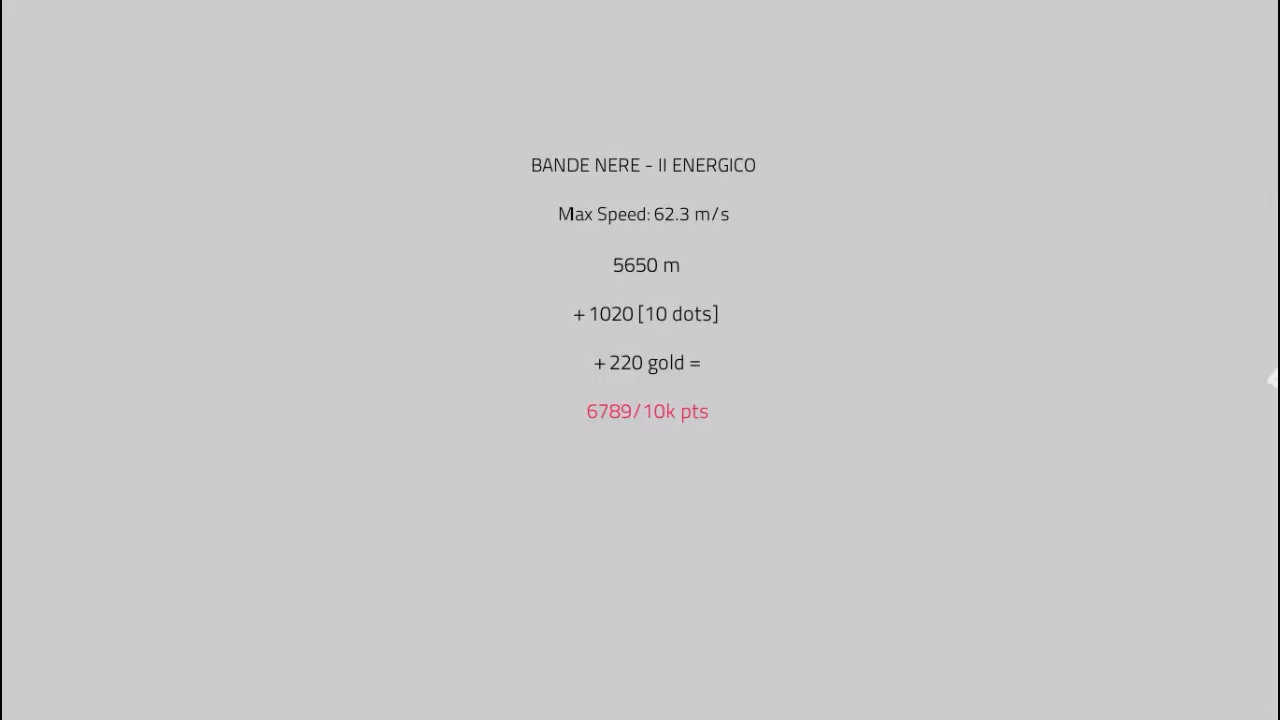 BANDE NERE - II ENERGICO
Max Speed: 62.3 m/s
5650 m
+ 1020 [10 dots]
+ 220 gold =
6789/10k pts